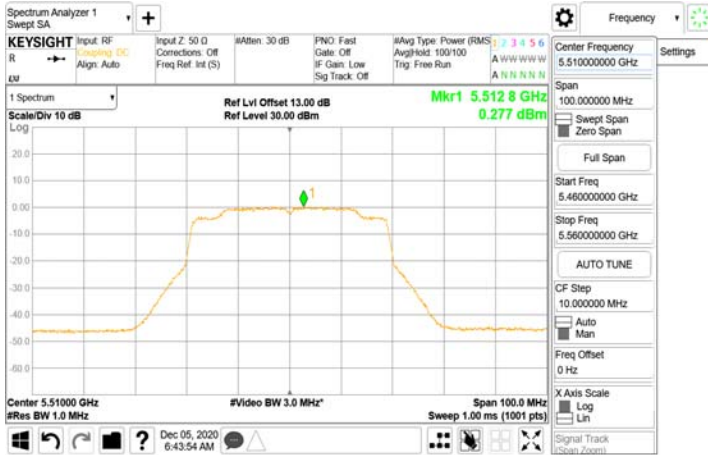 Spectrum Analyzer 1
Swept SA
Frequency
Settings
KEYSIGHT
R
Input: RF
Coupling: DC
Align: Auto
Input Z: 50 Ω
Corrections: Off
Freq Ref: Int (S)
#Atten: 30 dB
PNO: Fast
Gate: Off
IF Gain: Low
Sig Track: Off
#Avg Type: Power (RMS
Avg|Hold: 100/100
Trig: Free Run
1 2 3 4 5 6
A W W W W W
A N N N N N
1 Spectrum
Scale/Div 10 dB
Log
Ref Lvl Offset 13.00 dB
Ref Level 30.00 dBm
Mkr1 5.512 8 GHz
0.277 dBm
20.0
10.0
0.00
-10.0
-20.0
-30.0
-40.0
-50.0
-60.0
1
Center 5.51000 GHz
#Res BW 1.0 MHz
#Video BW 3.0 MHz*
Span 100.0 MHz
Sweep 1.00 ms (1001 pts)
Center Frequency
5.510000000 GHz
Span
100.000000 MHz
Swept Span
Zero Span
Full Span
Start Freq
5.460000000 GHz
Stop Freq
5.560000000 GHz
AUTO TUNE
CF Step
10.000000 MHz
Auto
Man
Freq Offset
0 Hz
X Axis Scale
Log
Lin
Signal Track
(Span Zoom)
?
Dec 05, 2020
6:43:54 AM